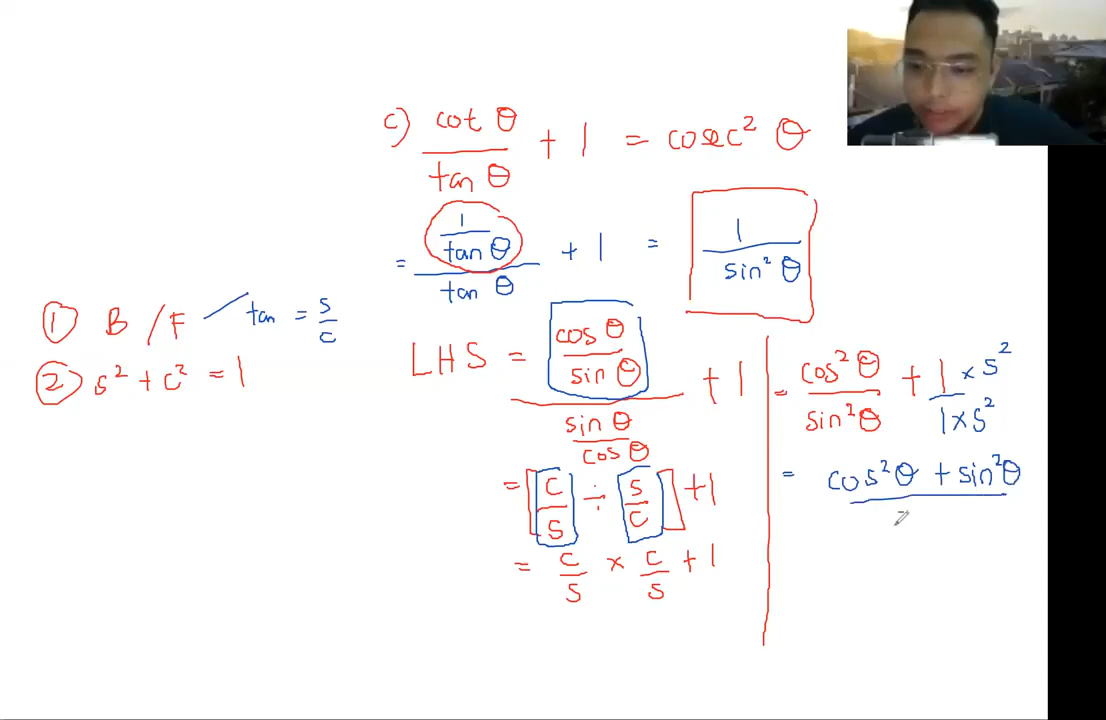 c) cot θ / tan θ + 1 = cosec² θ
= (1 / tan θ) / tan θ + 1 = 1 / sin² θ
① B / F tan = s/c
② s² + c² = 1
LHS = (cos θ / sin θ) / (sin θ / cos θ) + 1
= [c/s ÷ s/c] + 1
= c/s × c/s + 1
= cos² θ / sin² θ + 1 × s² / 1 × s²
= cos² θ + sin² θ